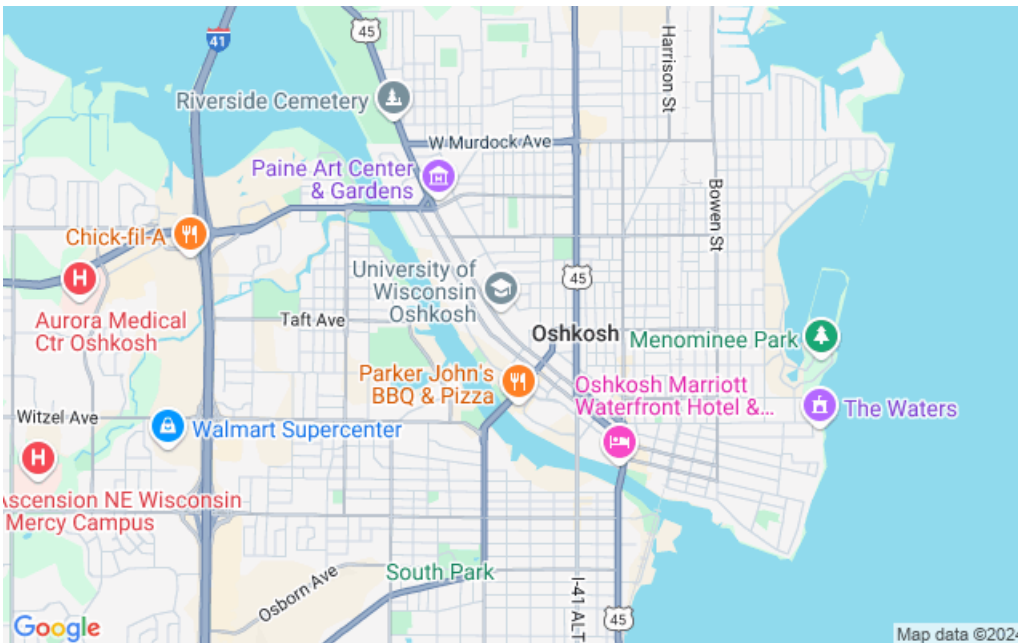 41
45
Harrison St
Riverside Cemetery
W Murdock Ave
Paine Art Center
& Gardens
Bowen St
Chick-fil-A
H
Aurora Medical
Ctr Oshkosh
University of
Wisconsin
Oshkosh
45
Taft Ave
Oshkosh
Menominee Park
Parker John's
BBQ & Pizza
Oshkosh Marriott
Waterfront Hotel &...
The Waters
Witzel Ave
Walmart Supercenter
H
Ascension NE Wisconsin
Mercy Campus
South Park
Osborn Ave
I-41 ALT
45
Google
Map data ©2024